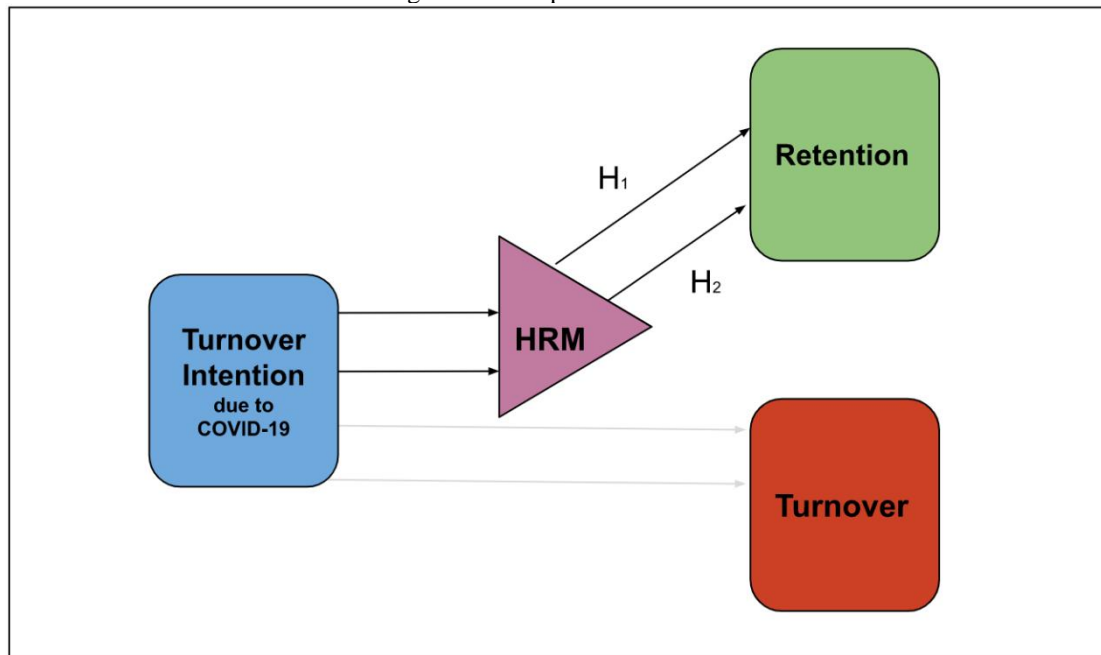 Retention
H₁
H₂
HRM
Turnover
Intention
due to
COVID-19
Turnover